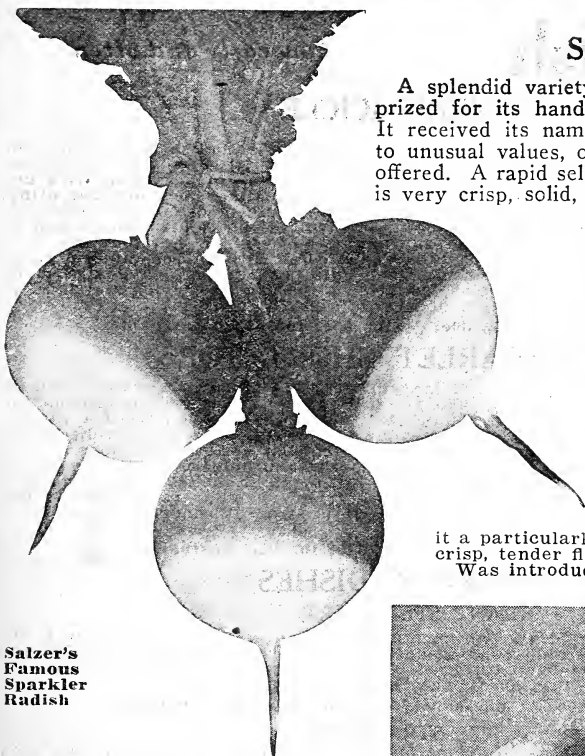 S
A splendid variety
prized for its hand
It received its nam
to unusual values, o
offered. A rapid sel
is very crisp, solid,
it a particularl
crisp, tender fl
Was introduc
Salzer's
Famous
Sparkler
Radish